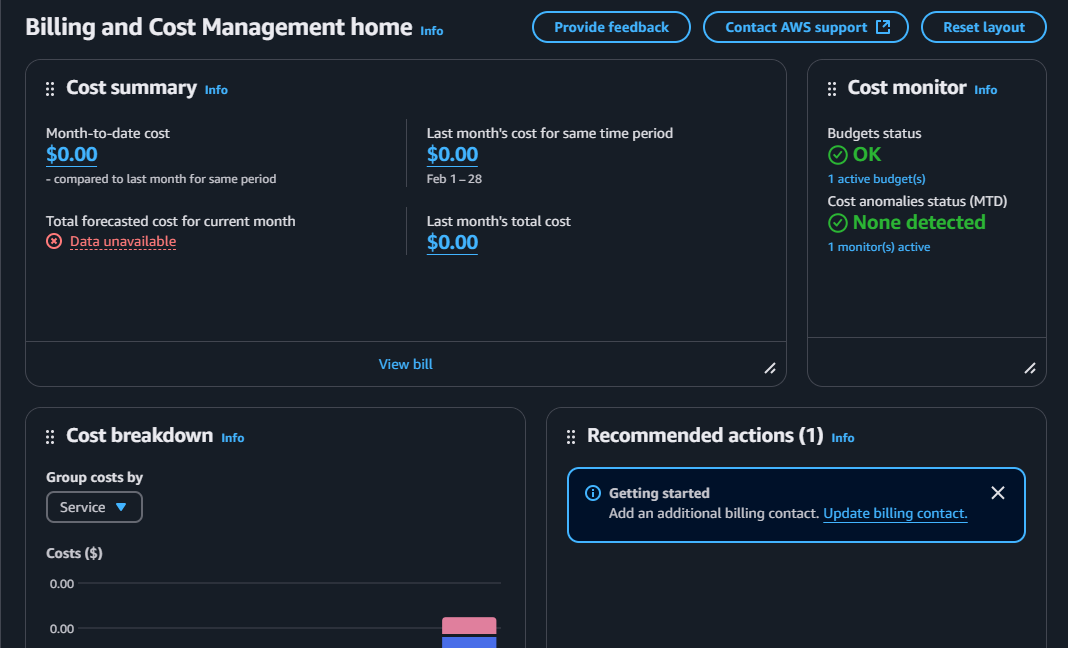 Billing and Cost Management home Info
Provide feedback
Contact AWS support
Reset layout
Cost summary Info
Month-to-date cost
$0.00
- compared to last month for same period
Last month's cost for same time period
$0.00
Feb 1 – 28
Total forecasted cost for current month
Data unavailable
Last month's total cost
$0.00
View bill
Cost monitor Info
Budgets status
OK
1 active budget(s)
Cost anomalies status (MTD)
None detected
1 monitor(s) active
Cost breakdown Info
Group costs by
Service
Costs ($)
0.00
0.00
Recommended actions (1) Info
Getting started
Add an additional billing contact. Update billing contact.